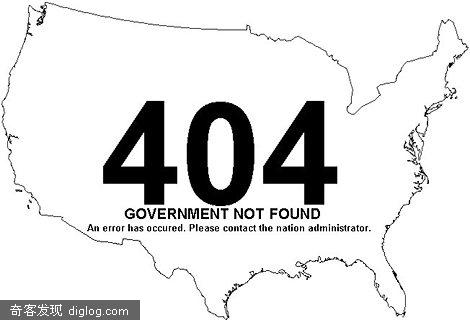 404
GOVERNMENT NOT FOUND
An error has occured. Please contact the nation administrator.
奇客发现 diglog.com